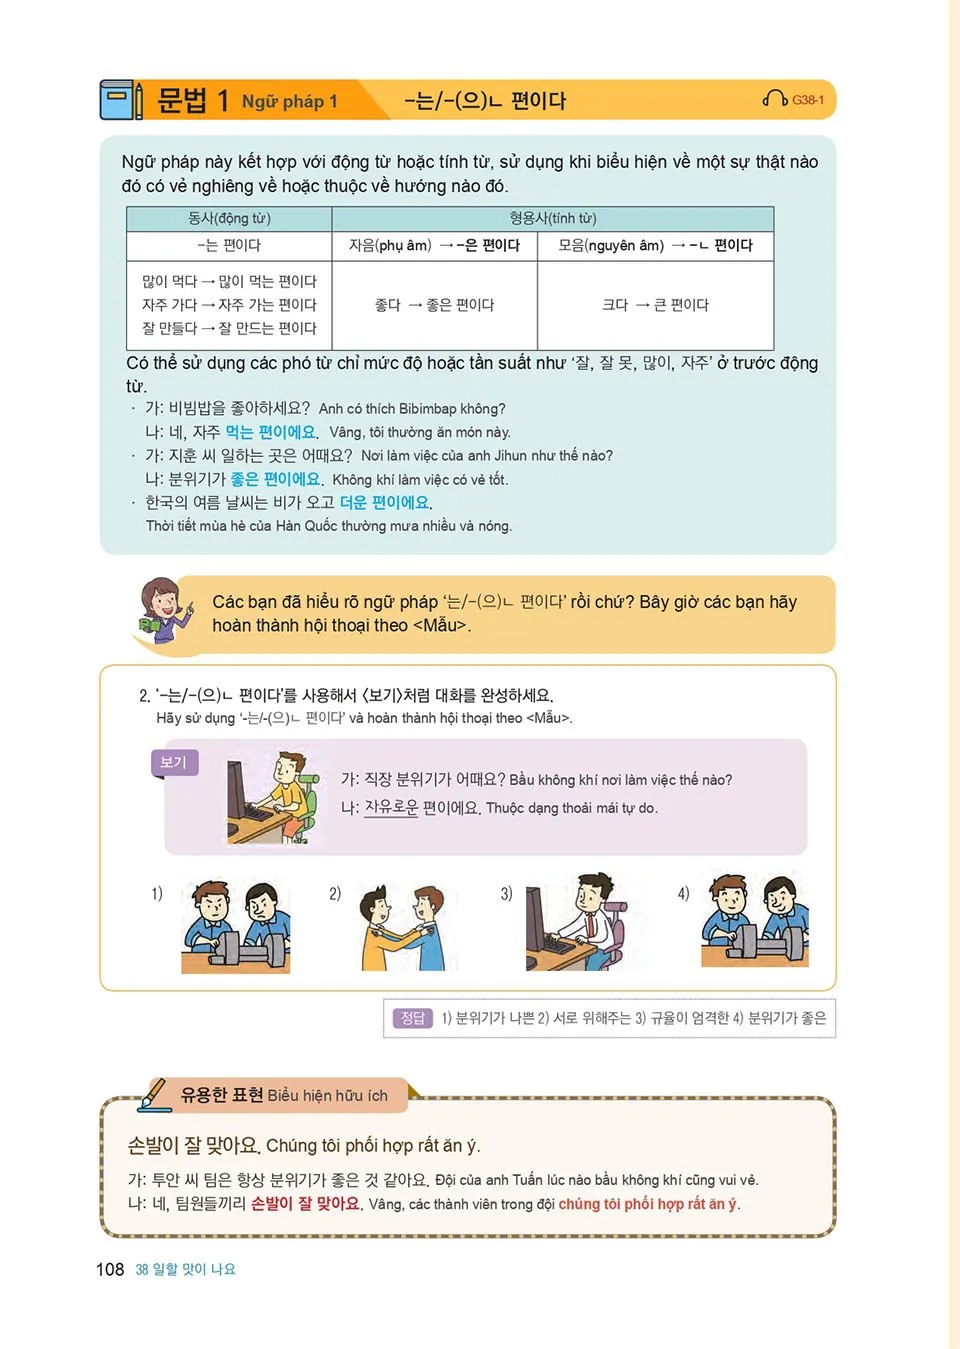 문법 1 Ngữ pháp 1 -는/-(으)ㄴ 편이다 G38-1
Ngữ pháp này kết hợp với động từ hoặc tính từ, sử dụng khi biểu hiện về một sự thật nào
đó có vẻ nghiêng về hoặc thuộc về hướng nào đó.
동사(động từ) 형용사(tính từ)
-는 편이다 자음(phụ âm) → -은 편이다 모음(nguyên âm) → -ㄴ 편이다
많이 먹다 → 많이 먹는 편이다
자주 가다 → 자주 가는 편이다 좋다 → 좋은 편이다 크다 → 큰 편이다
잘 만들다 → 잘 만드는 편이다
Có thể sử dụng các phó từ chỉ mức độ hoặc tần suất như ‘잘, 잘 못, 많이, 자주’ ở trước động
từ.
· 가: 비빔밥을 좋아하세요? Anh có thích Bibimbap không?
나: 네, 자주 먹는 편이에요. Vâng, tôi thường ăn món này.
· 가: 지훈 씨 일하는 곳은 어때요? Nơi làm việc của anh Jihun như thế nào?
나: 분위기가 좋은 편이에요. Không khí làm việc có vẻ tốt.
· 한국의 여름 날씨는 비가 오고 더운 편이에요.
Thời tiết mùa hè của Hàn Quốc thường mưa nhiều và nóng.
Các bạn đã hiểu rõ ngữ pháp ‘는/-(으)ㄴ 편이다’ rồi chứ? Bây giờ các bạn hãy
hoàn thành hội thoại theo <Mẫu>.
2. ‘-는/-(으)ㄴ 편이다’를 사용해서 <보기>처럼 대화를 완성하세요.
Hãy sử dụng ‘-는/-(으)ㄴ 편이다’ và hoàn thành hội thoại theo <Mẫu>.
보기
가: 직장 분위기가 어때요? Bầu không khí nơi làm việc thế nào?
나: 자유로운 편이에요. Thuộc dạng thoải mái tự do.
1) 2) 3) 4)
정답 1) 분위기가 나쁜 2) 서로 위해주는 3) 규율이 엄격한 4) 분위기가 좋은
유용한 표현 Biểu hiện hữu ích
손발이 잘 맞아요. Chúng tôi phối hợp rất ăn ý.
가: 투안 씨 팀은 항상 분위기가 좋은 것 같아요. Đội của anh Tuấn lúc nào bầu không khí cũng vui vẻ.
나: 네, 팀원들끼리 손발이 잘 맞아요. Vâng, các thành viên trong đội chúng tôi phối hợp rất ăn ý.
108 38 일할 맛이 나요